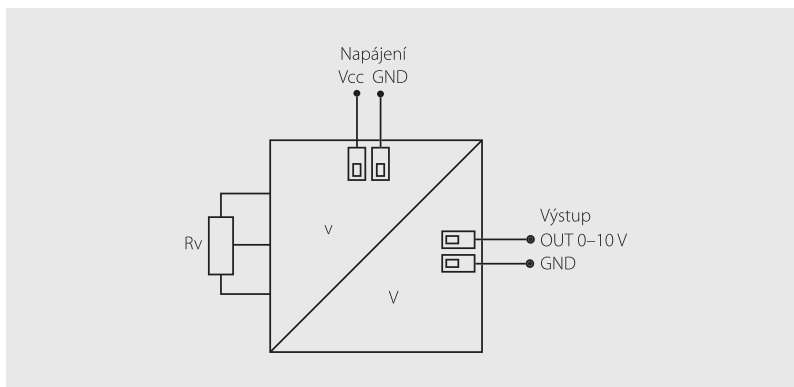 Napájení
Vcc GND
Rv
v
V
Výstup
OUT 0–10 V
GND